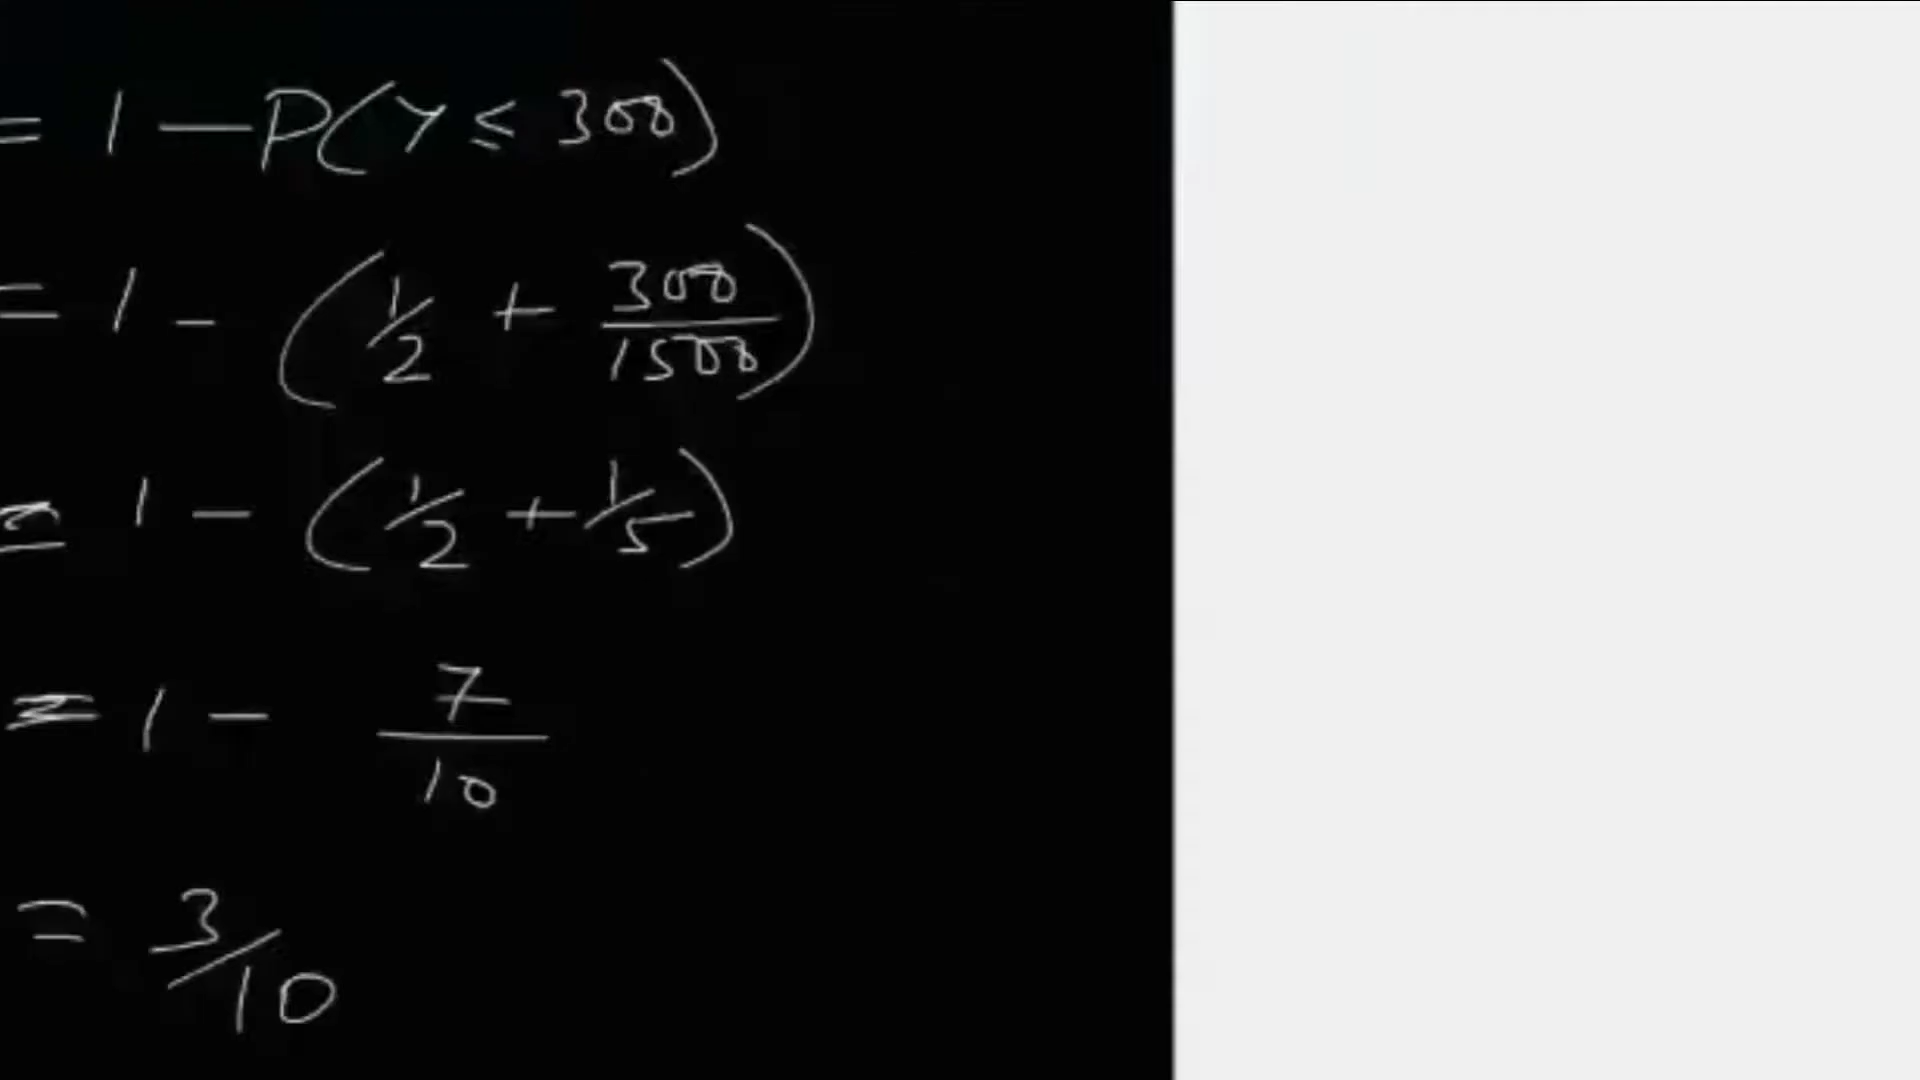 = 1 - P(Y ≤ 300)
= 1 - (1/2 + 300/1500)
= 1 - (1/2 + 1/5)
= 1 - 7/10
= 3/10